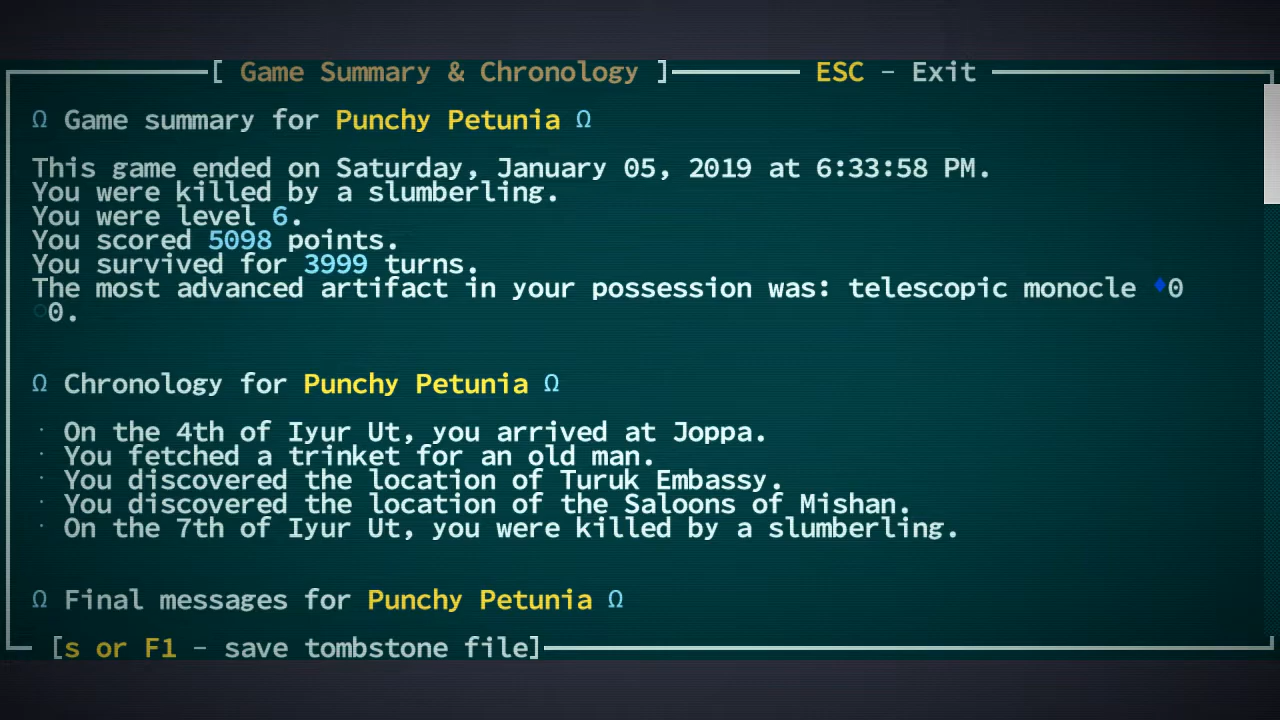 [ Game Summary & Chronology ] ESC - Exit
Ω Game summary for Punchy Petunia Ω
This game ended on Saturday, January 05, 2019 at 6:33:58 PM.
You were killed by a slumberling.
You were level 6.
You scored 5098 points.
You survived for 3999 turns.
The most advanced artifact in your possession was: telescopic monocle ♦0
○0.
Ω Chronology for Punchy Petunia Ω
· On the 4th of Iyur Ut, you arrived at Joppa.
· You fetched a trinket for an old man.
· You discovered the location of Turuk Embassy.
· You discovered the location of the Saloons of Mishan.
· On the 7th of Iyur Ut, you were killed by a slumberling.
Ω Final messages for Punchy Petunia Ω
[s or F1 - save tombstone file]